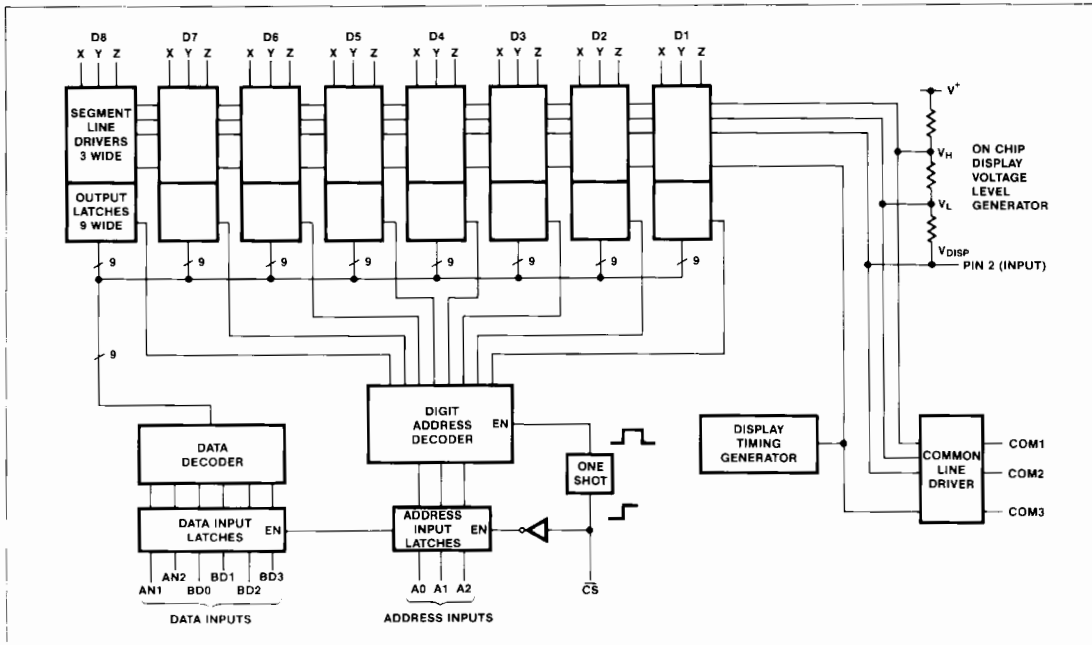 D8 D7 D6 D5 D4 D3 D2 D1
X Y Z X Y Z X Y Z X Y Z X Y Z X Y Z X Y Z X Y Z
SEGMENT
LINE
DRIVERS
3 WIDE
OUTPUT
LATCHES
9 WIDE
V+
VH
VL
VDISP
PIN 2 (INPUT)
ON CHIP
DISPLAY
VOLTAGE
LEVEL
GENERATOR
9 9 9 9 9 9 9 9
9
DIGIT
ADDRESS
DECODER
EN
DATA
DECODER
ONE
SHOT
DISPLAY
TIMING
GENERATOR
COMMON
LINE
DRIVER
COM1
COM2
COM3
DATA INPUT
LATCHES
EN
ADDRESS
INPUT
LATCHES
EN
AN1 AN2 BD0 BD1 BD2 BD3
DATA INPUTS
A0 A1 A2
ADDRESS INPUTS
C̅S̅